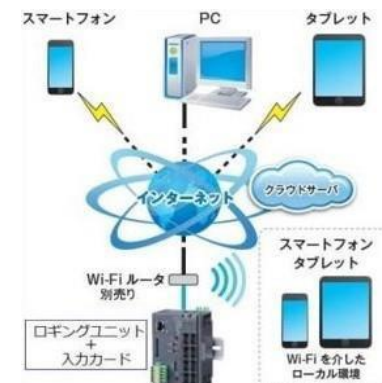 スマートフォン
PC
タブレット
インターネット
クラウドサーバ
Wi-Fi ルータ
別売り
スマートフォン
タブレット
ロギングユニット
+
入力カード
Wi-Fi を介した
ローカル環境